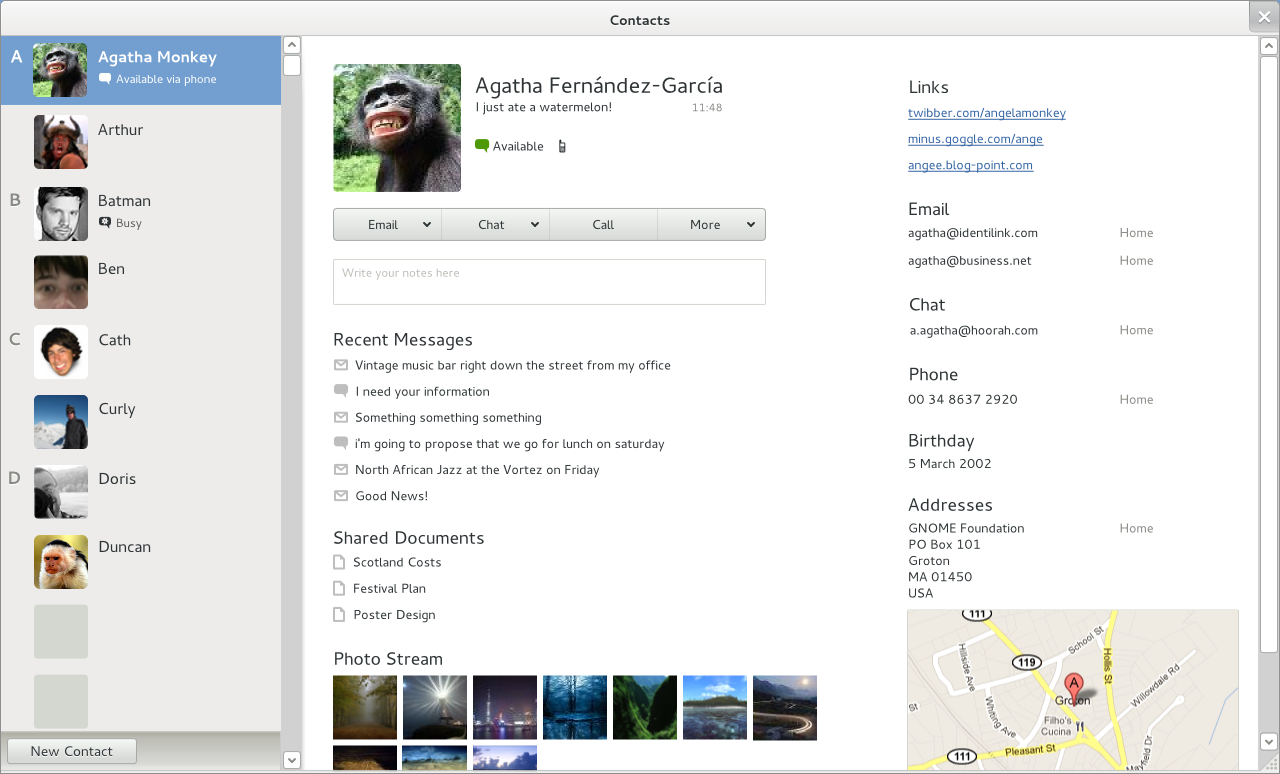 Contacts
A
Agatha Monkey
Available via phone
Arthur
B
Batman
Busy
Ben
C
Cath
Curly
D
Doris
Duncan
New Contact
Agatha Fernández-García
I just ate a watermelon! 11:48
Available
Email Chat Call More
Write your notes here
Recent Messages
Vintage music bar right down the street from my office
I need your information
Something something something
i'm going to propose that we go for lunch on saturday
North African Jazz at the Vortez on Friday
Good News!
Shared Documents
Scotland Costs
Festival Plan
Poster Design
Photo Stream
Links
twibber.com/angelamonkey
minus.goggle.com/ange
angee.blog-point.com
Email
agatha@identilink.com Home
agatha@business.net Home
Chat
a.agatha@hoorah.com Home
Phone
00 34 8637 2920 Home
Birthday
5 March 2002
Addresses
GNOME Foundation Home
PO Box 101
Groton
MA 01450
USA
111
School St
119
Hollis St
Hillside Ave
A
Willowdale Rd
Groton
St
Whiting Ave
Filho's
Cucina
Pleasant St
111
Mayfield Dr